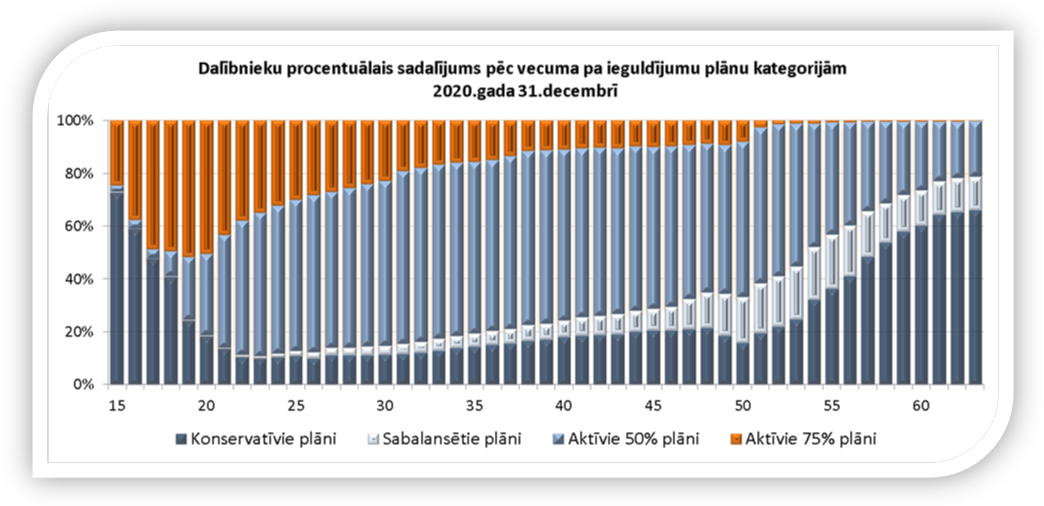 Dalībnieku procentuālais sadalījums pēc vecuma pa ieguldījumu plānu kategorijām
2020.gada 31.decembrī
100%
80%
60%
40%
20%
0%
15 20 25 30 35 40 45 50 55 60
Konservatīvie plāni Sabalansētie plāni Aktīvie 50% plāni Aktīvie 75% plāni